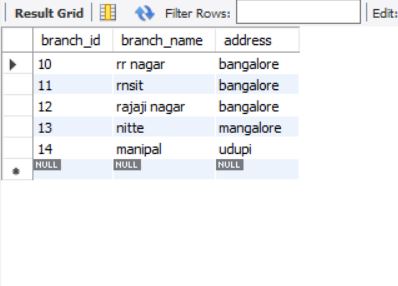 Result Grid Filter Rows: Edit:
branch_id branch_name address
10 rr nagar bangalore
11 rnsit bangalore
12 rajaji nagar bangalore
13 nitte mangalore
14 manipal udupi
NULL NULL NULL